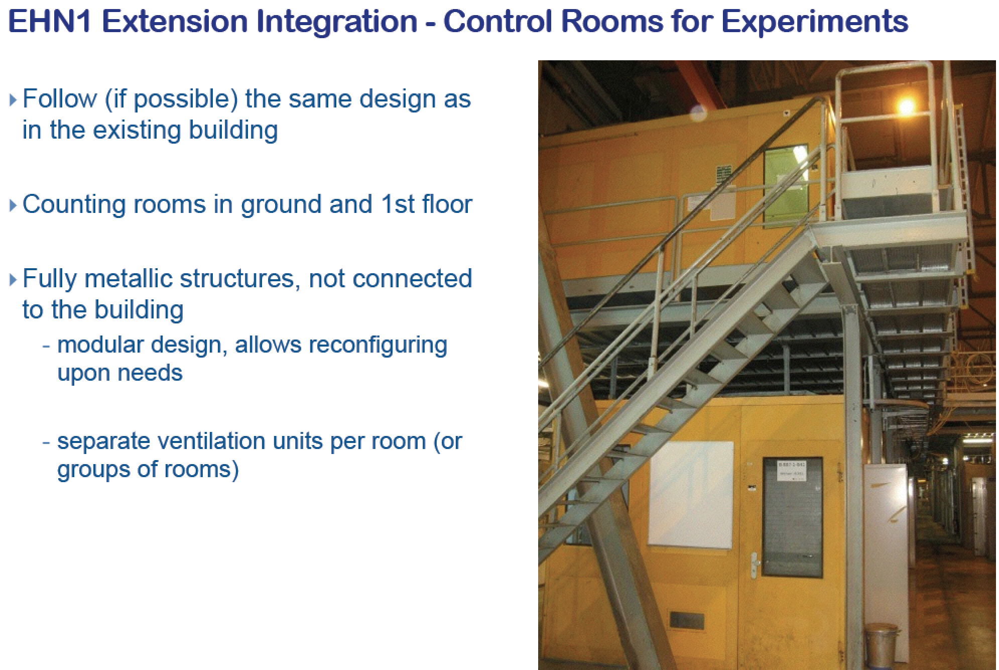 EHN1 Extension Integration - Control Rooms for Experiments
Follow (if possible) the same design as
in the existing building
Counting rooms in ground and 1st floor
Fully metallic structures, not connected
to the building
- modular design, allows reconfiguring
upon needs
- separate ventilation units per room (or
groups of rooms)